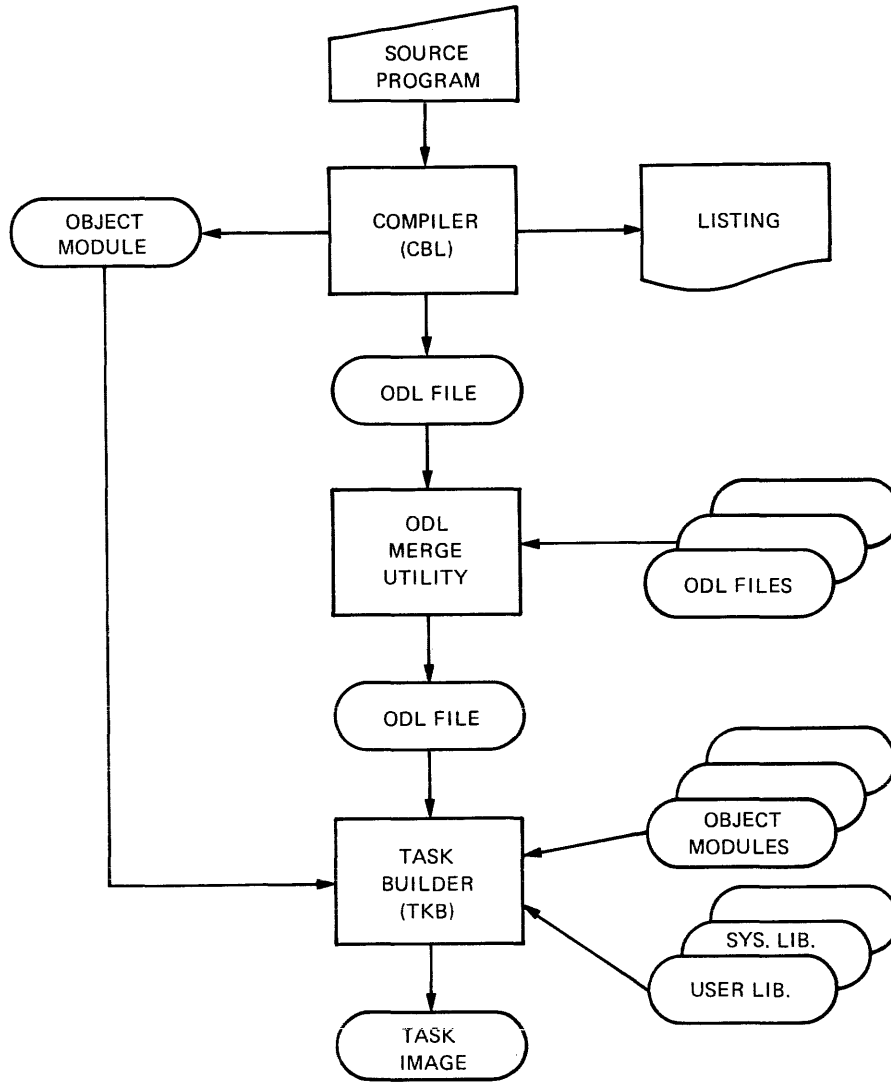 SOURCE
PROGRAM
OBJECT
MODULE
COMPILER
(CBL)
LISTING
ODL FILE
ODL
MERGE
UTILITY
ODL FILES
ODL FILE
TASK
BUILDER
(TKB)
OBJECT
MODULES
SYS. LIB.
USER LIB.
TASK
IMAGE